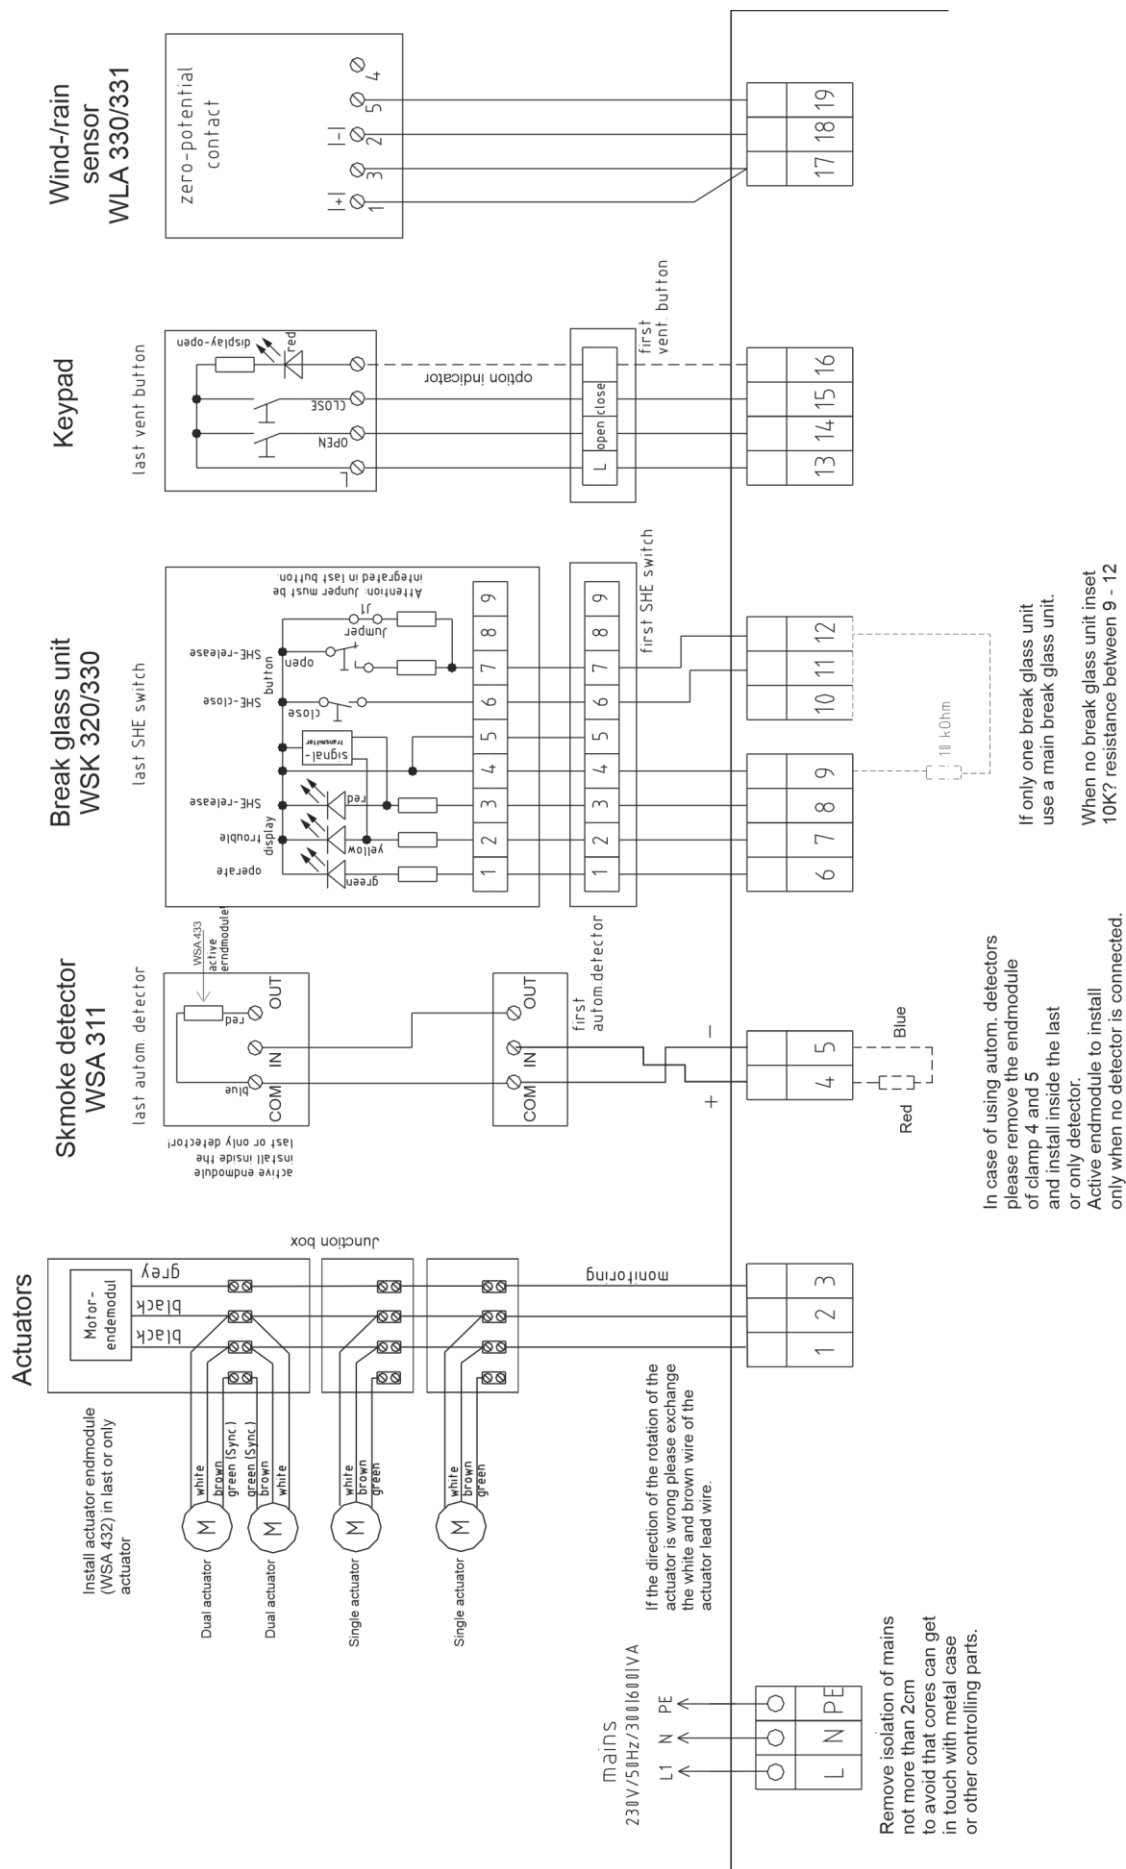 Wind-/rain
sensor
WLA 330/331
zero-potential
contact
|+| |-|
1 3 2 5 4
17 18 19
Keypad
last vent button
display-open
red
L OPEN CLOSE
option indicator
L open close
first
vent. button
13 14 15 16
Break glass unit
WSK 320/330
last SHE switch
Attention: Jumper must be
integrated in last button.
operate
trouble
SHE-release
SHE-close
SHE-release
display
button
green
yellow
red
Signal-
transmitter
close
open
Jumper
J1
1 2 3 4 5 6 7 8 9
1 2 3 4 5 6 7 8 9
first SHE switch
6 7 8 9
10 11 12
10 kOhm
If only one break glass unit
use a main break glass unit.
When no break glass unit inset
10K? resistance between 9 - 12
Skmoke detector
WSA 311
last autom. detector
WSA 433
active
erndmodule!
blue
red
COM IN OUT
active endmodule
install inside the
last or only detector!
COM IN OUT
first
autom.detector
+ -
4 5
Red
Blue
In case of using autom. detectors
please remove the endmodule
of clamp 4 and 5
and install inside the last
or only detector.
Active endmodule to install
only when no detector is connected.
Actuators
Motor-
endemodul
black
black
grey
Junction box
monitoring
1 2 3
Install actuator endmodule
(WSA 432) in last or only
actuator
white
brown
green (Sync.)
green (Sync)
brown
white
M
M
Dual actuator
Dual actuator
white
brown
green
M
Single actuator
white
brown
green
M
Single actuator
If the direction of the rotation of the
actuator is wrong please exchange
the white and brown wire of the
actuator lead wire.
mains
230V/50Hz/300|600|VA
L1 N PE
L N PE
Remove isolation of mains
not more than 2cm
to avoid that cores can get
in touch with metal case
or other controlling parts.